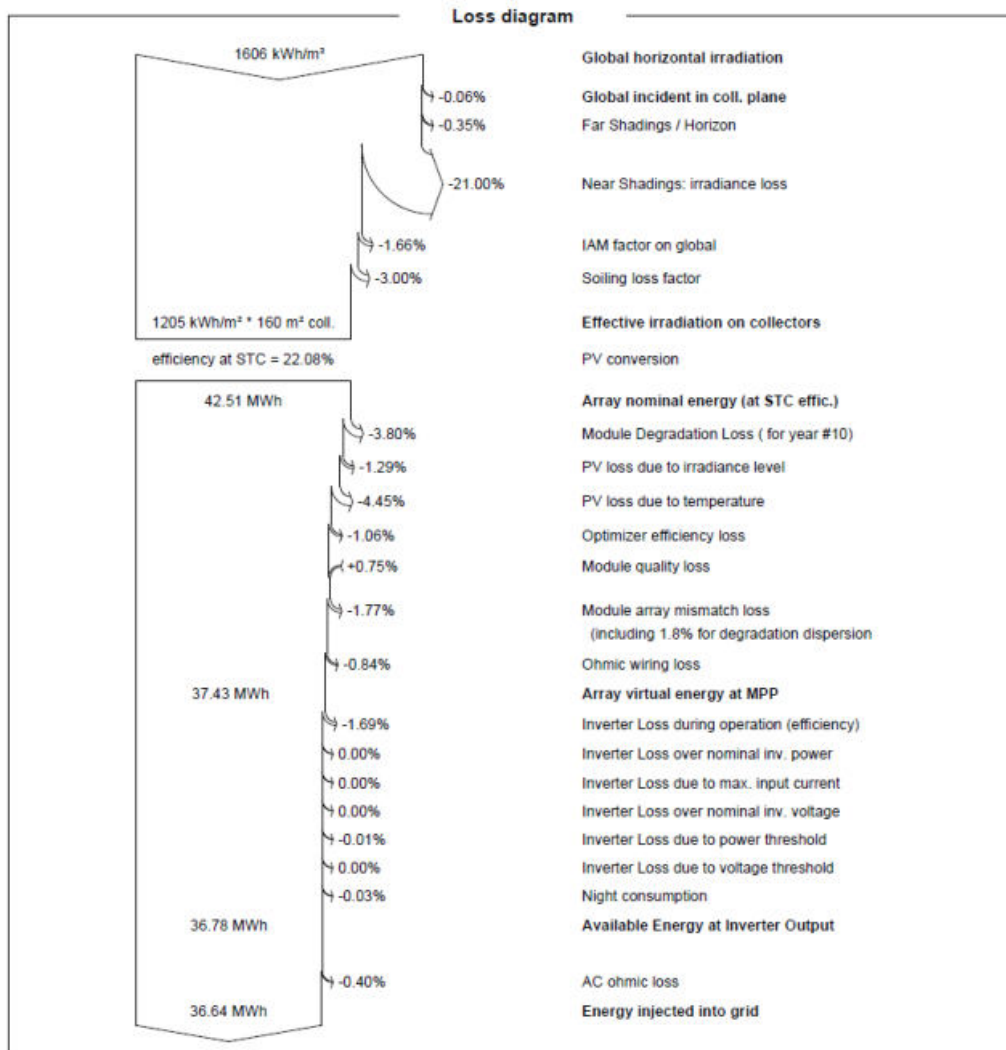 Loss diagram
1606 kWh/m² Global horizontal irradiation
-0.06% Global incident in coll. plane
-0.35% Far Shadings / Horizon
-21.00% Near Shadings: irradiance loss
-1.66% IAM factor on global
-3.00% Soiling loss factor
1205 kWh/m² * 160 m² coll. Effective irradiation on collectors
efficiency at STC = 22.08% PV conversion
42.51 MWh Array nominal energy (at STC effic.)
-3.80% Module Degradation Loss ( for year #10)
-1.29% PV loss due to irradiance level
-4.45% PV loss due to temperature
-1.06% Optimizer efficiency loss
+0.75% Module quality loss
-1.77% Module array mismatch loss
(including 1.8% for degradation dispersion
-0.84% Ohmic wiring loss
37.43 MWh Array virtual energy at MPP
-1.69% Inverter Loss during operation (efficiency)
0.00% Inverter Loss over nominal inv. power
0.00% Inverter Loss due to max. input current
0.00% Inverter Loss over nominal inv. voltage
-0.01% Inverter Loss due to power threshold
0.00% Inverter Loss due to voltage threshold
-0.03% Night consumption
36.78 MWh Available Energy at Inverter Output
-0.40% AC ohmic loss
36.64 MWh Energy injected into grid